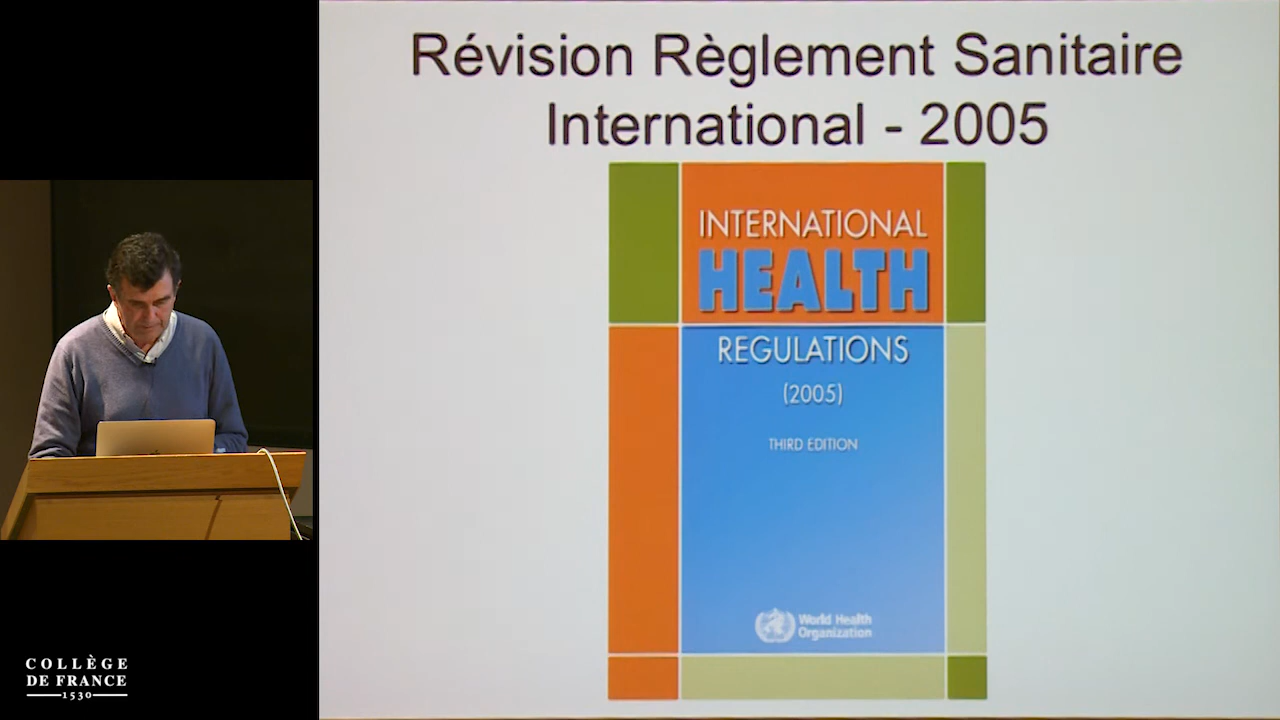 Révision Règlement Sanitaire
International - 2005
INTERNATIONAL
HEALTH
REGULATIONS
(2005)
THIRD EDITION
World Health
Organization
COLLÈGE
DE FRANCE
1530